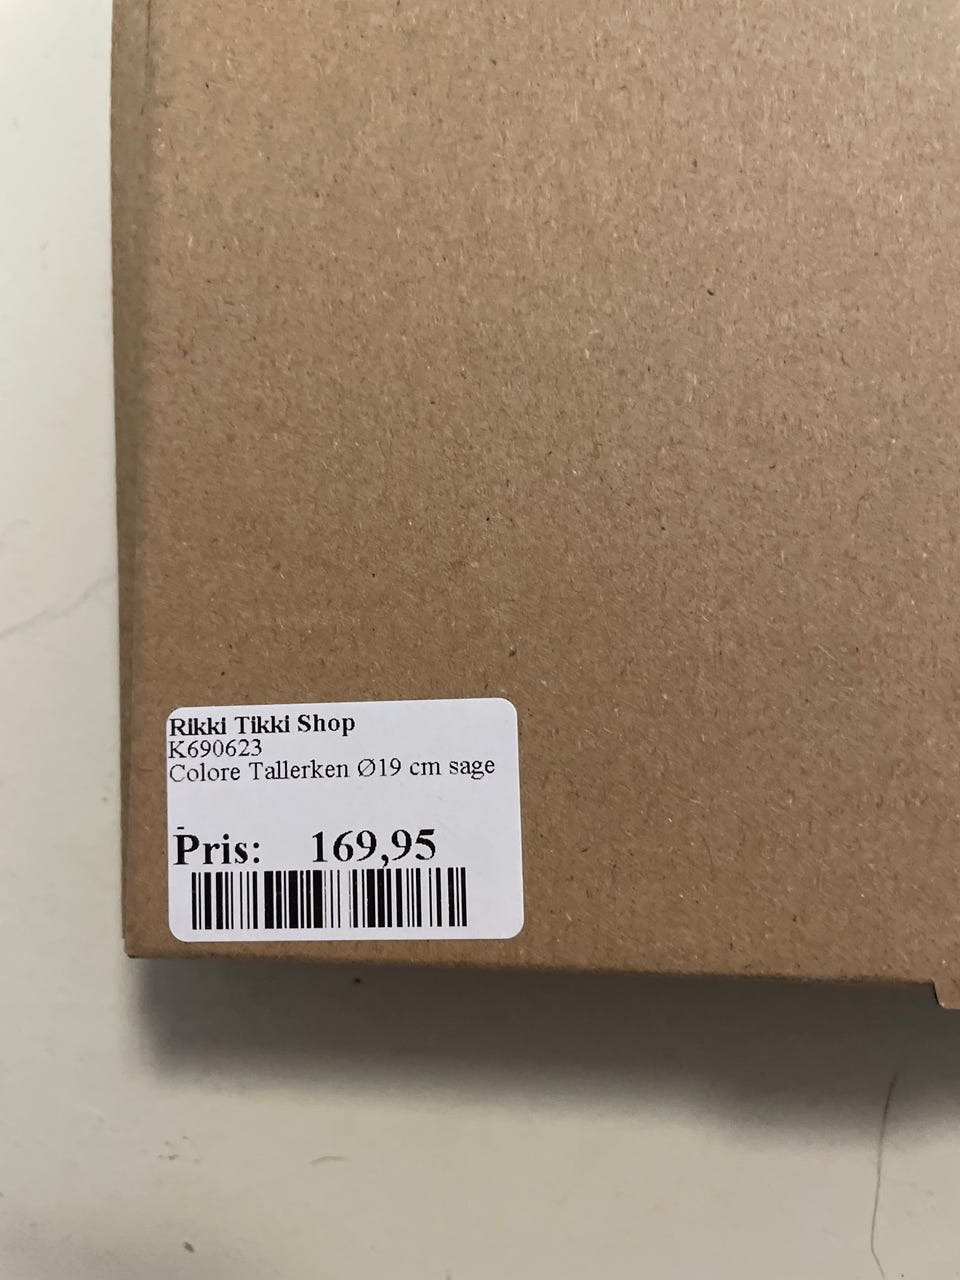 Rikki Tikki Shop
K690623
Colore Tallerken Ø19 cm sage
-
Pris: 169,95